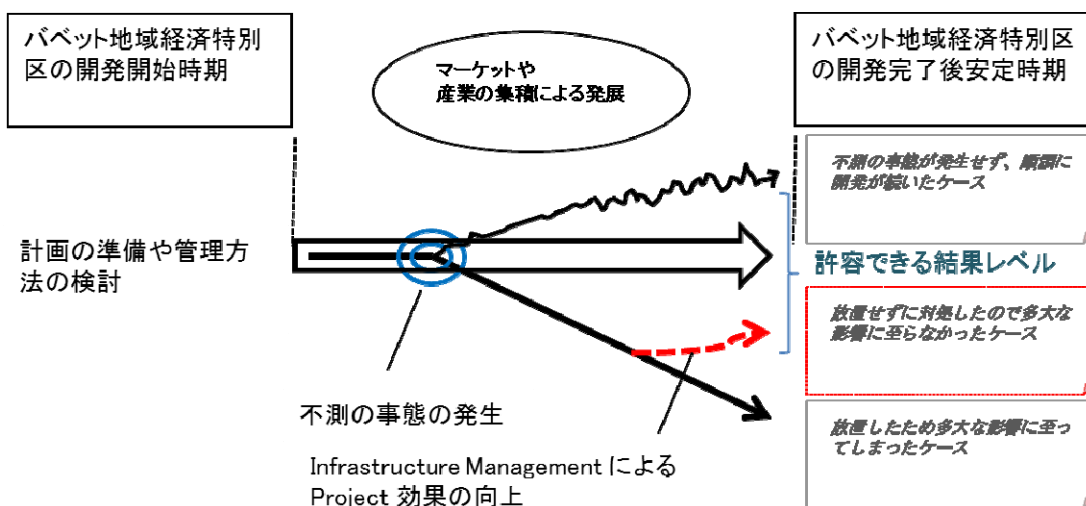 バベット地域経済特別
区の開発開始時期
マーケットや
産業の集積による発展
バベット地域経済特別区
の開発完了後安定時期
不測の事態が発生せず、順調に
開発が続いたケース
計画の準備や管理方
法の検討
許容できる結果レベル
放置せずに対処したので多大な
影響に至らなかったケース
不測の事態の発生
放置したため多大な影響に至っ
てしまったケース
Infrastructure Management による
Project 効果の向上